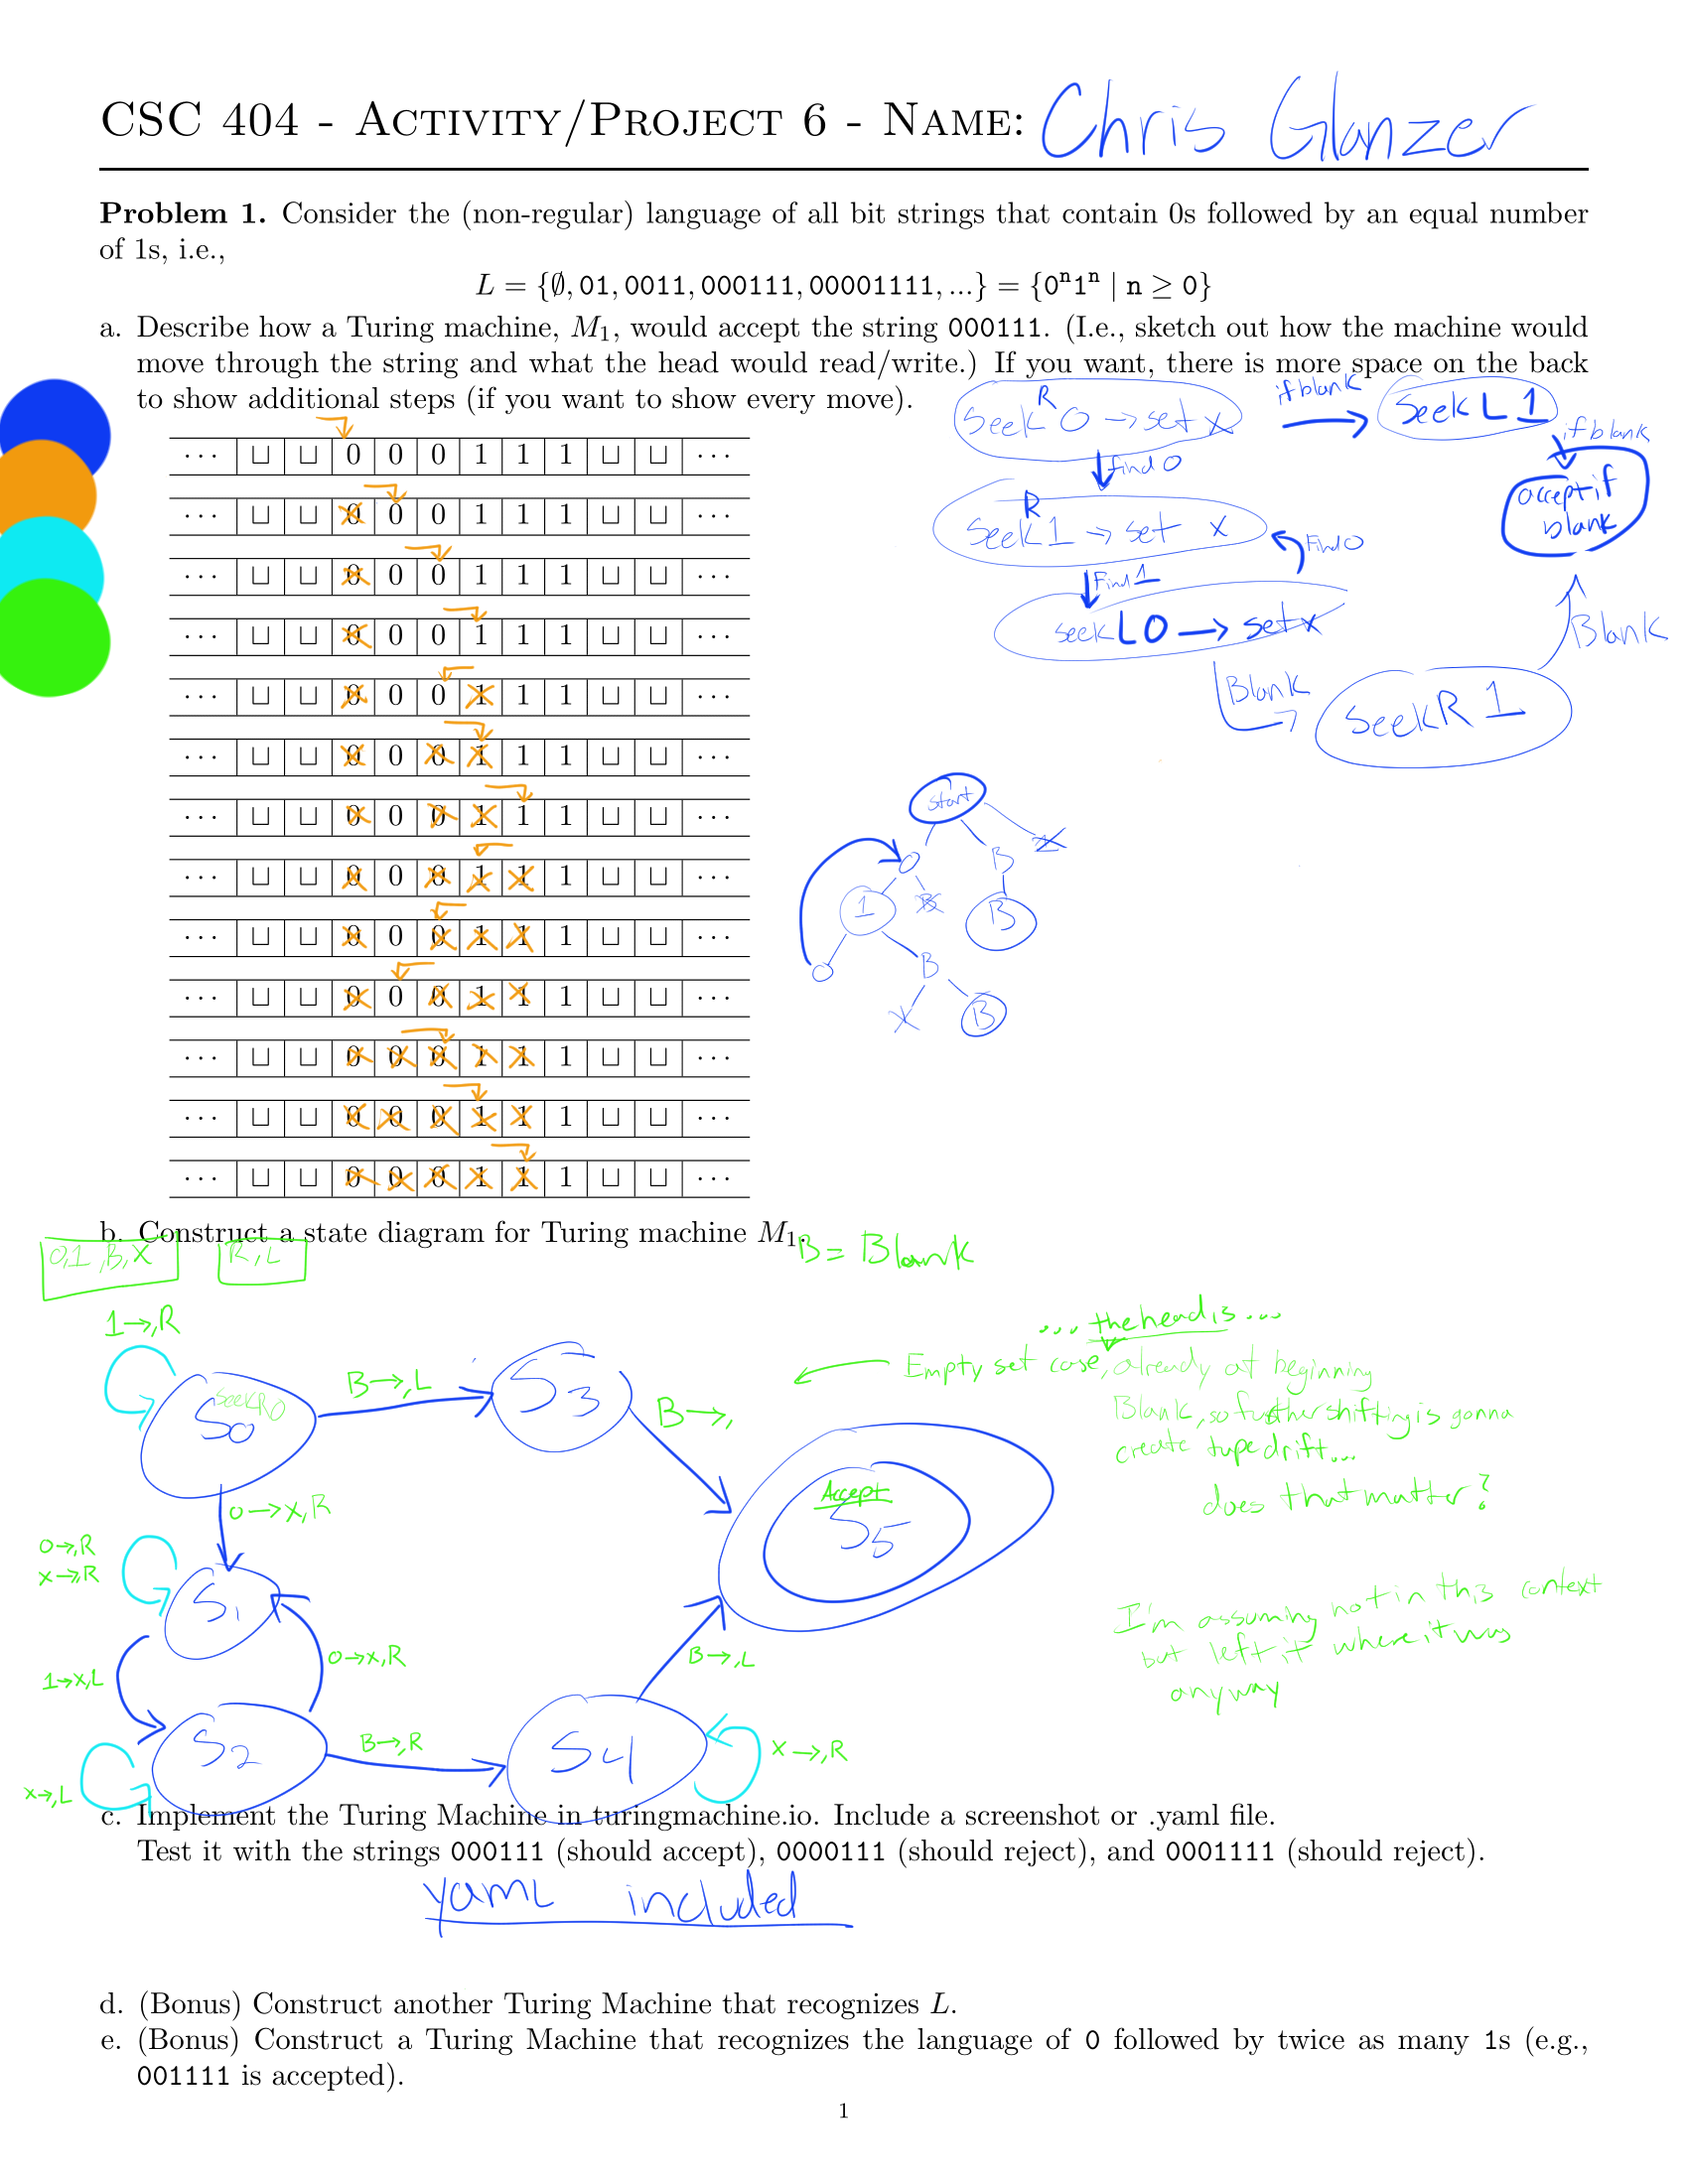 CSC 404 - Activity/Project 6 - Name: Chris Glanzer
Problem 1. Consider the (non-regular) language of all bit strings that contain 0s followed by an equal number
of 1s, i.e.,
L = {∅, 01, 0011, 000111, 00001111, ...} = {0ⁿ1ⁿ | n ≥ 0}
a. Describe how a Turing machine, M₁, would accept the string 000111. (I.e., sketch out how the machine would
move through the string and what the head would read/write.) If you want, there is more space on the back
to show additional steps (if you want to show every move).
Seek R 0 → set x
if blank
Seek L 1
if blank
accept if
blank
find 0
Seek R 1 → set x
Find 0
Find 1
seek L 0 → set x
Blank
Seek R 1
Blank
··· ⊔ ⊔ 0 0 0 1 1 1 ⊔ ⊔ ···
··· ⊔ ⊔ 0 0 0 1 1 1 ⊔ ⊔ ···
··· ⊔ ⊔ 0 0 0 1 1 1 ⊔ ⊔ ···
··· ⊔ ⊔ 0 0 0 1 1 1 ⊔ ⊔ ···
··· ⊔ ⊔ 0 0 0 1 1 1 ⊔ ⊔ ···
··· ⊔ ⊔ 0 0 0 1 1 1 ⊔ ⊔ ···
··· ⊔ ⊔ 0 0 0 1 1 1 ⊔ ⊔ ···
··· ⊔ ⊔ 0 0 0 1 1 1 ⊔ ⊔ ···
··· ⊔ ⊔ 0 0 0 1 1 1 ⊔ ⊔ ···
··· ⊔ ⊔ 0 0 0 1 1 1 ⊔ ⊔ ···
··· ⊔ ⊔ 0 0 0 1 1 1 ⊔ ⊔ ···
··· ⊔ ⊔ 0 0 0 1 1 1 ⊔ ⊔ ···
··· ⊔ ⊔ 0 0 0 1 1 1 ⊔ ⊔ ···
start
0 B
1 B B
0 B
X B
b. Construct a state diagram for Turing machine M₁.
0,1,B,X
R,L
B = Blank
1→,R
SeekR0
S0
B→,L
S3
B→,
... the head is ...
Empty set case, already at beginning
Blank, so further shifting is gonna
create tape drift...
does that matter?
Accept
S5
0→x,R
0→,R
x→,R
S1
1→x,L
0→x,R
S2
x→,L
B→,R
S4
B→,L
x→,R
I'm assuming not in this context
but left it where it was
anyway
c. Implement the Turing Machine in turingmachine.io. Include a screenshot or .yaml file.
Test it with the strings 000111 (should accept), 0000111 (should reject), and 0001111 (should reject).
yaml included
d. (Bonus) Construct another Turing Machine that recognizes L.
e. (Bonus) Construct a Turing Machine that recognizes the language of 0 followed by twice as many 1s (e.g.,
001111 is accepted).
1